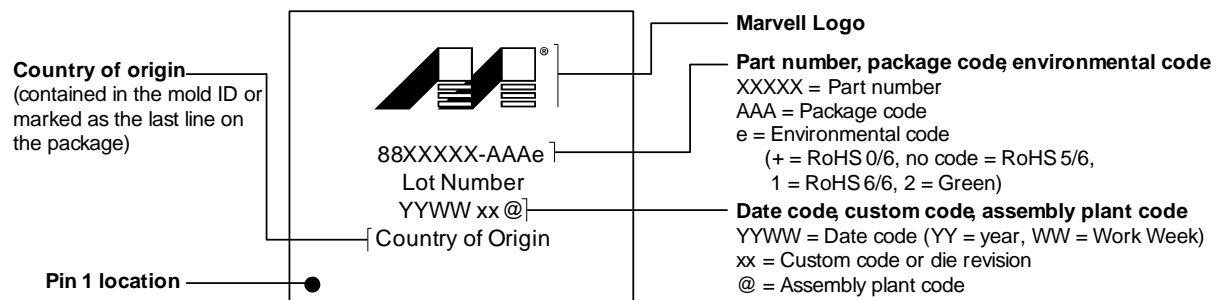 Marvell Logo
Country of origin
(contained in the mold ID or
marked as the last line on
the package)
®
Part number, package code, environmental code
XXXXX = Part number
AAA = Package code
e = Environmental code
(+ = RoHS 0/6, no code = RoHS 5/6,
1 = RoHS 6/6, 2 = Green)
88XXXXX-AAAe
Lot Number
YYWW xx @
Country of Origin
Date code, custom code, assembly plant code
YYWW = Date code (YY = year, WW = Work Week)
xx = Custom code or die revision
@ = Assembly plant code
Pin 1 location